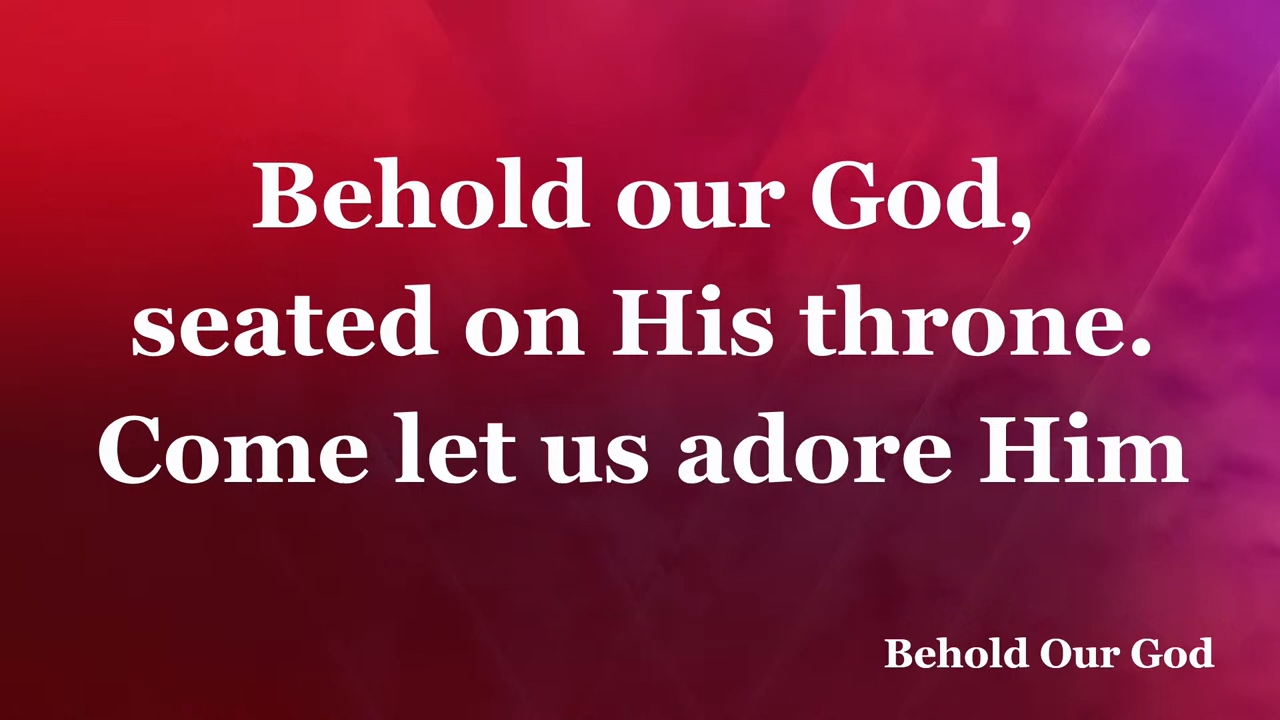 Behold our God,
seated on His throne.
Come let us adore Him
Behold Our God